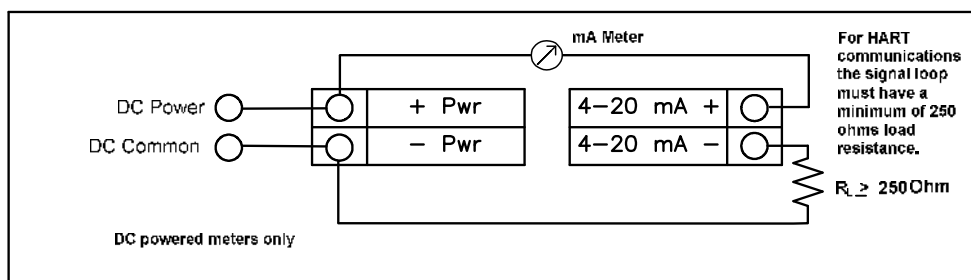 mA Meter
For HART
communications
the signal loop
must have a
minimum of 250
ohms load
resistance.
DC Power
+ Pwr
4-20 mA +
DC Common
- Pwr
4-20 mA -
RL ≥ 250Ohm
DC powered meters only